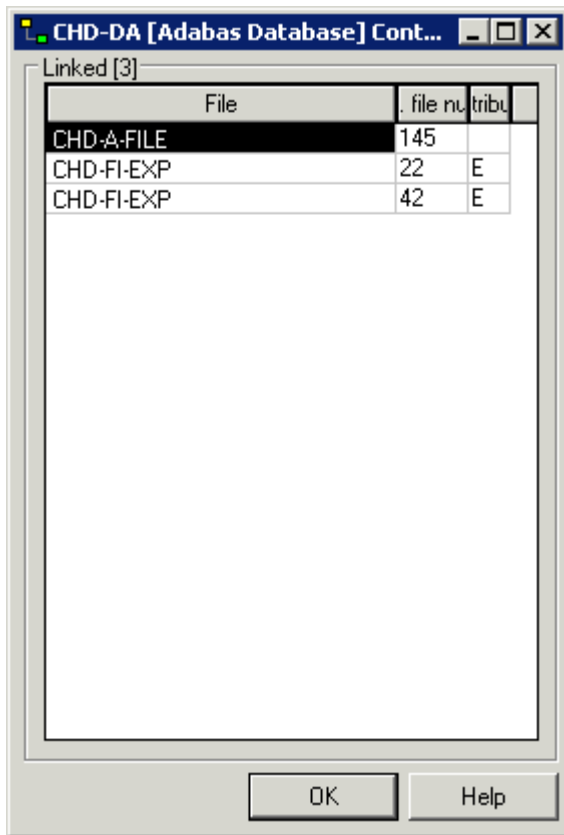 CHD-DA [Adabas Database] Cont...
Linked [3]
File . file nu tribu
CHD-A-FILE 145
CHD-FI-EXP 22 E
CHD-FI-EXP 42 E
OK Help